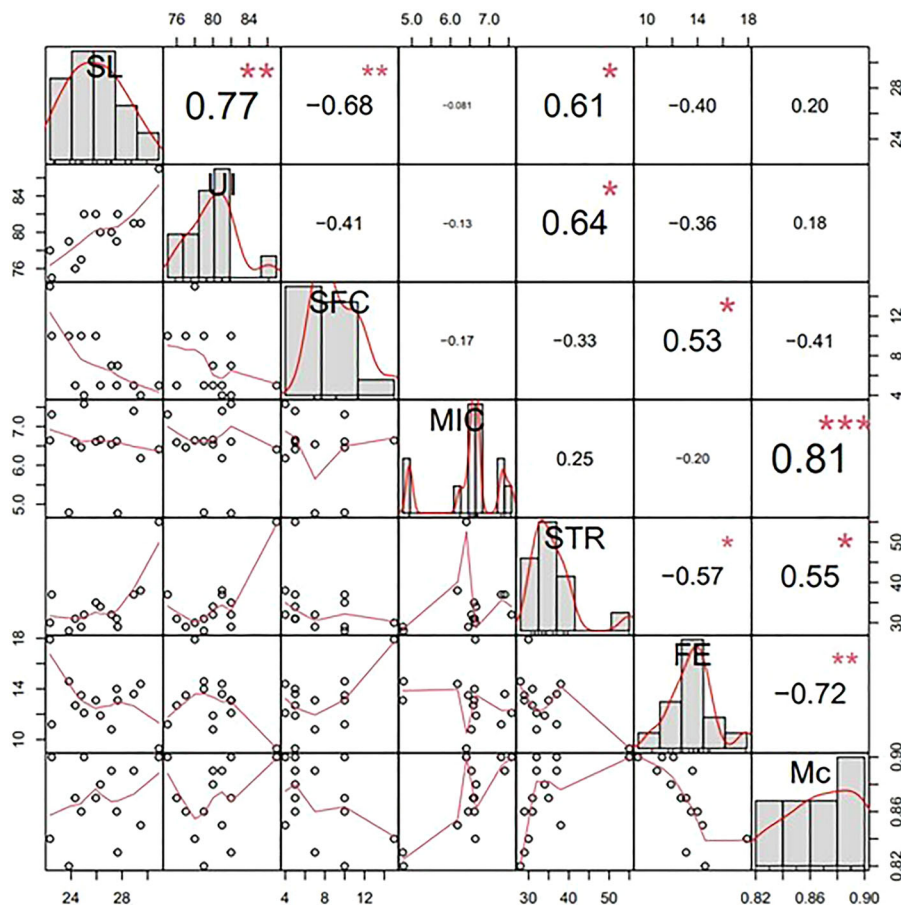 76 80 84 5.0 6.0 7.0 10 14 18
SL ** ** *
0.77 −0.68 −0.081 0.61 −0.40 0.20
24 28
UI *
−0.41 −0.13 0.64 −0.36 0.18
76 80 84
SFC *
−0.17 −0.33 0.53 −0.41
4 8 12
MIC ***
0.25 −0.20 0.81
5.0 6.0 7.0
STR * *
−0.57 0.55
30 40 50
FE **
−0.72
10 14 18
Mc
0.82 0.86 0.90
24 28 4 8 12 30 40 50 0.82 0.86 0.90